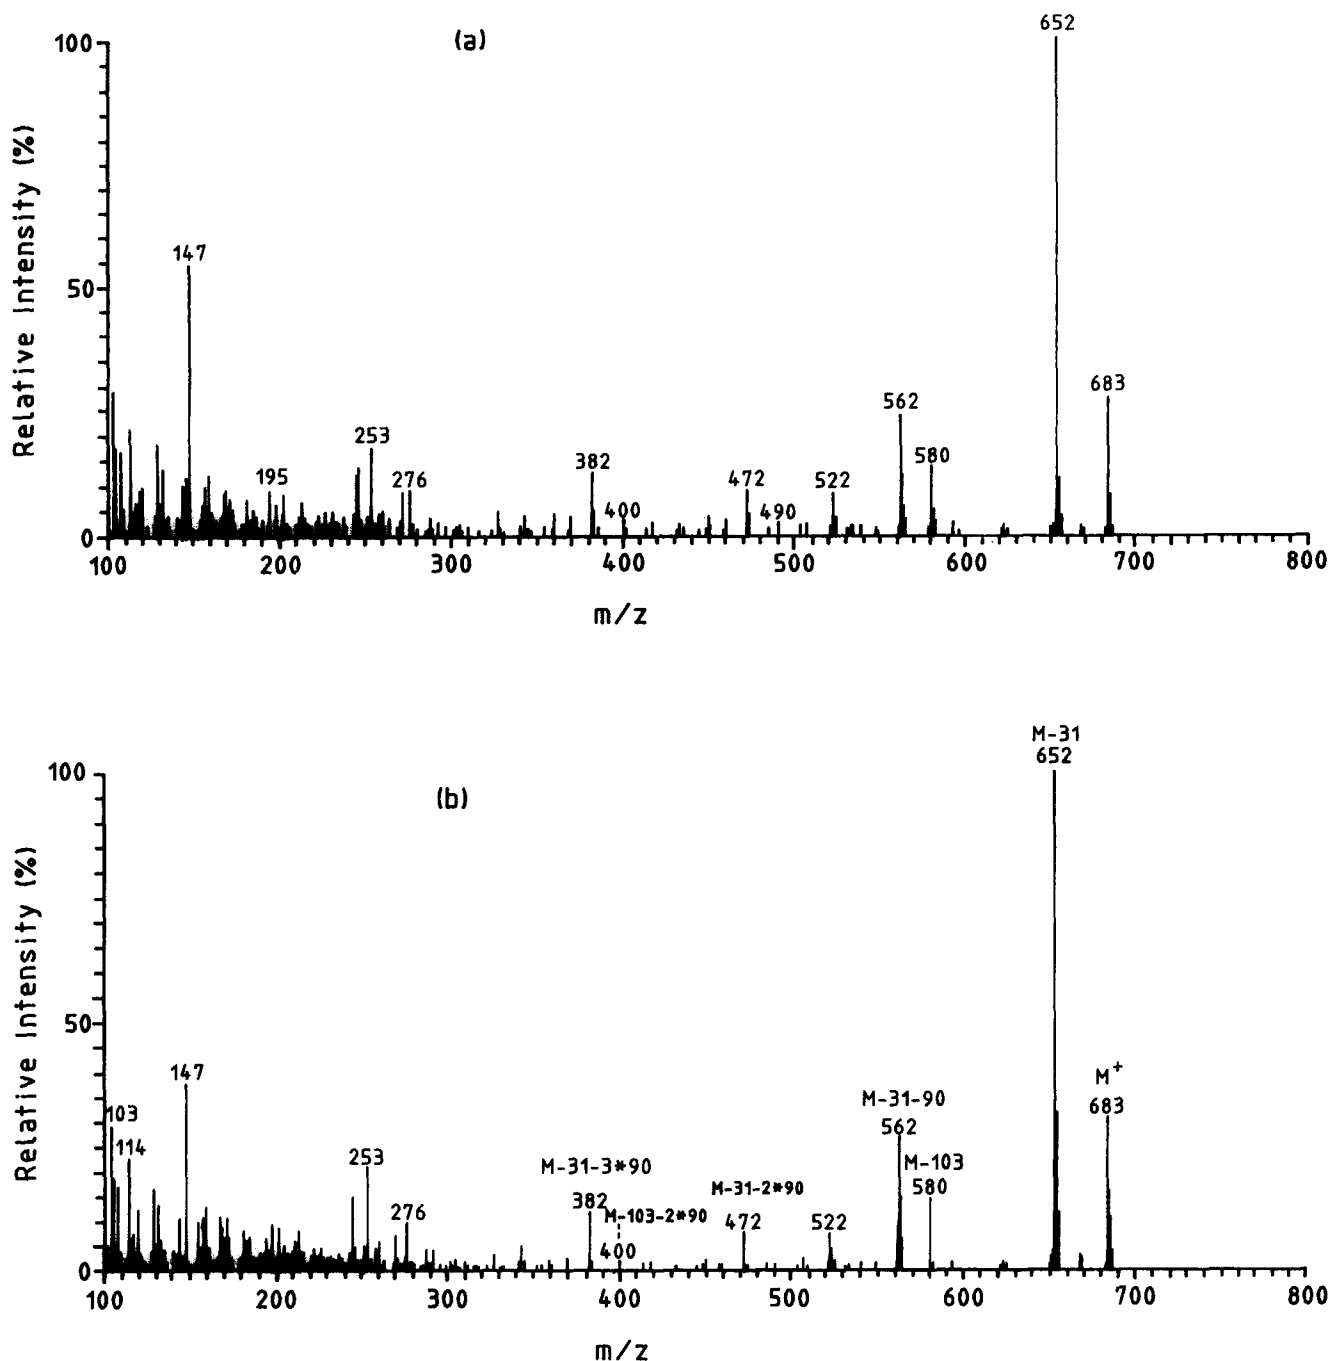 (a)
652
100
Relative Intensity (%)
147
50
683
562
253
580
382
472
195
276
522
400
490
0
100 200 300 400 500 600 700 800
m/z
M-31
652
100
(b)
Relative Intensity (%)
50
147
M+
683
M-31-90
562
103
114
253
M-31-3*90
M-103
580
382
M-31-2*90
M-103-2*90
276
472
522
400
0
100 200 300 400 500 600 700 800
m/z